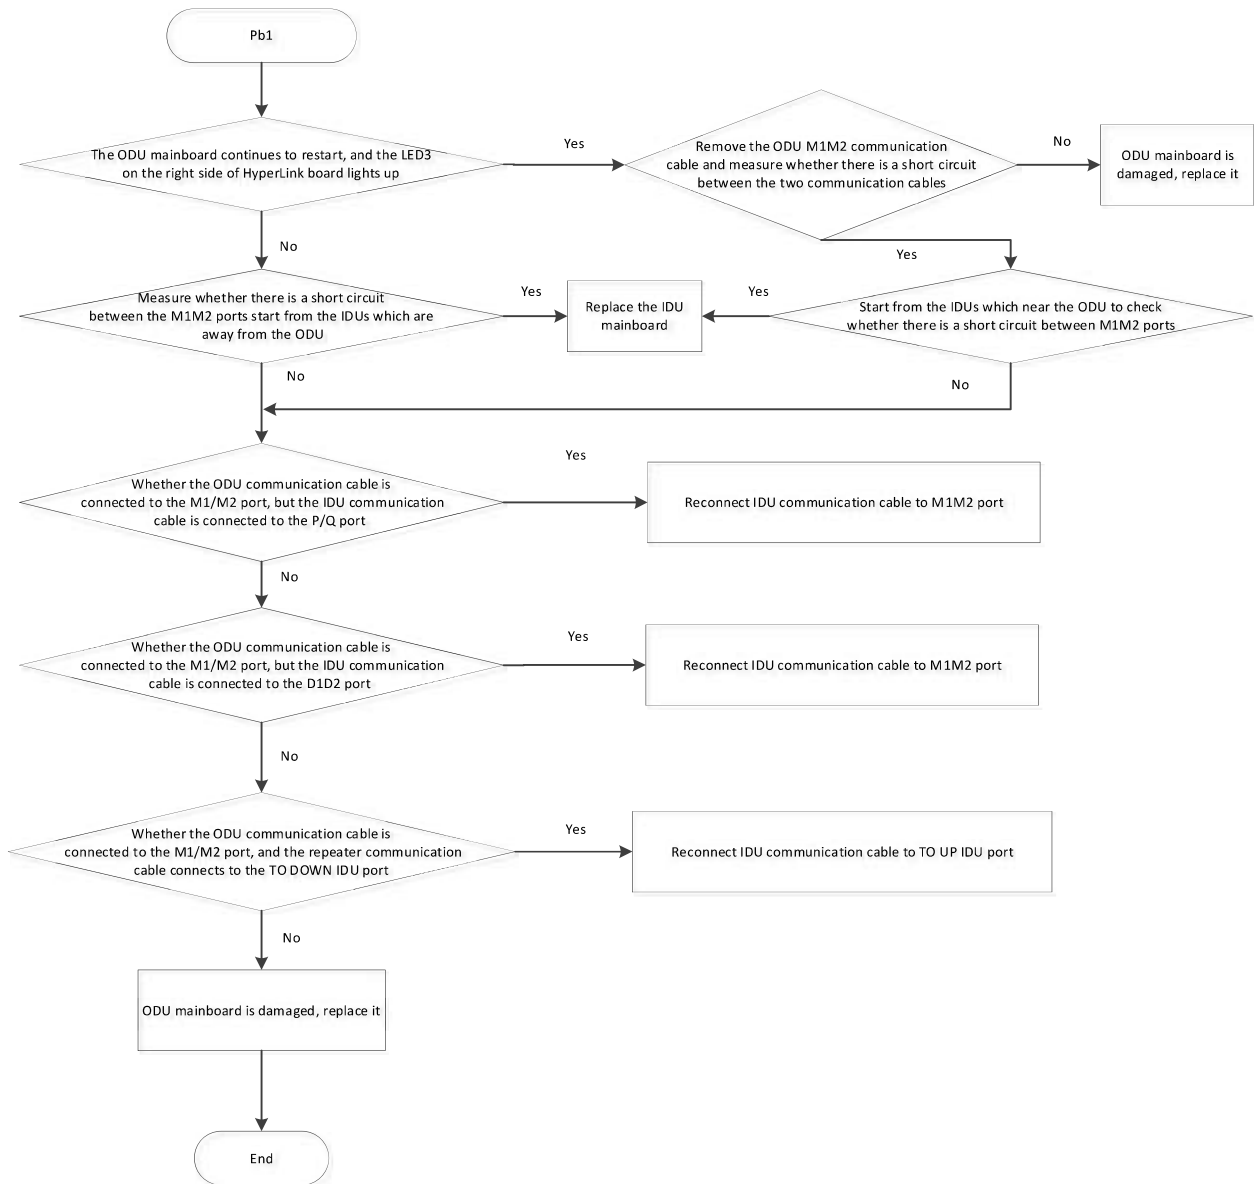 Pb1
The ODU mainboard continues to restart, and the LED3
on the right side of HyperLink board lights up
Yes
Remove the ODU M1M2 communication
cable and measure whether there is a short circuit
between the two communication cables
No
ODU mainboard is
damaged, replace it
No
Yes
Measure whether there is a short circuit
between the M1M2 ports start from the IDUs which are
away from the ODU
Yes
Replace the IDU
mainboard
Yes
Start from the IDUs which near the ODU to check
whether there is a short circuit between M1M2 ports
No
No
Whether the ODU communication cable is
connected to the M1/M2 port, but the IDU communication
cable is connected to the P/Q port
Yes
Reconnect IDU communication cable to M1M2 port
No
Whether the ODU communication cable is
connected to the M1/M2 port, but the IDU communication
cable is connected to the D1D2 port
Yes
Reconnect IDU communication cable to M1M2 port
No
Whether the ODU communication cable is
connected to the M1/M2 port, and the repeater communication
cable connects to the TO DOWN IDU port
Yes
Reconnect IDU communication cable to TO UP IDU port
No
ODU mainboard is damaged, replace it
End